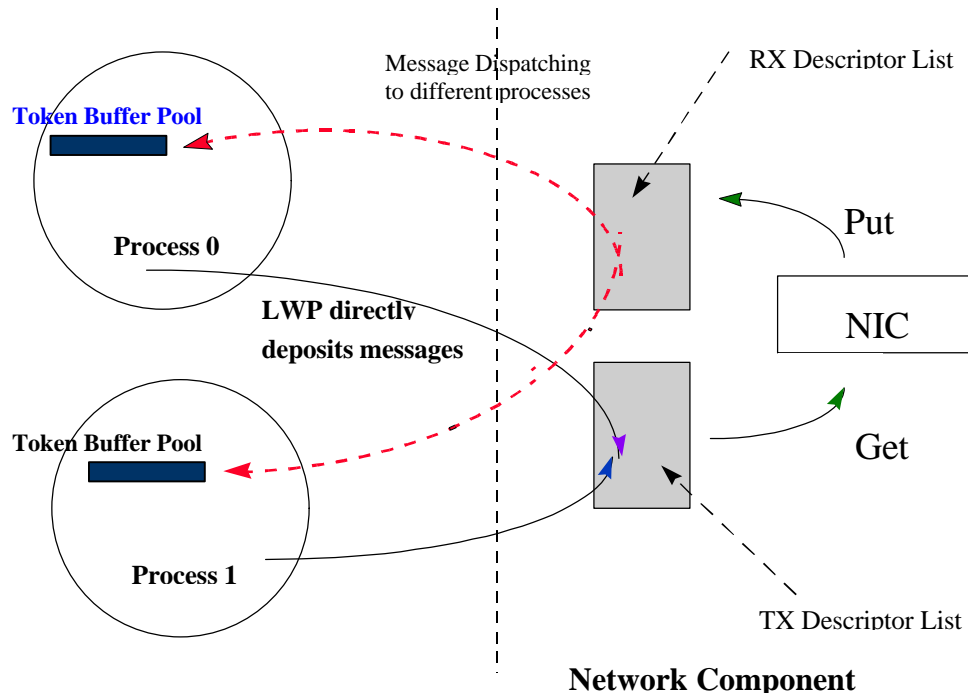 Message Dispatching
to different processes
RX Descriptor List
Token Buffer Pool
Process 0
Put
LWP directly
deposits messages
NIC
Token Buffer Pool
Get
Process 1
TX Descriptor List
Network Component